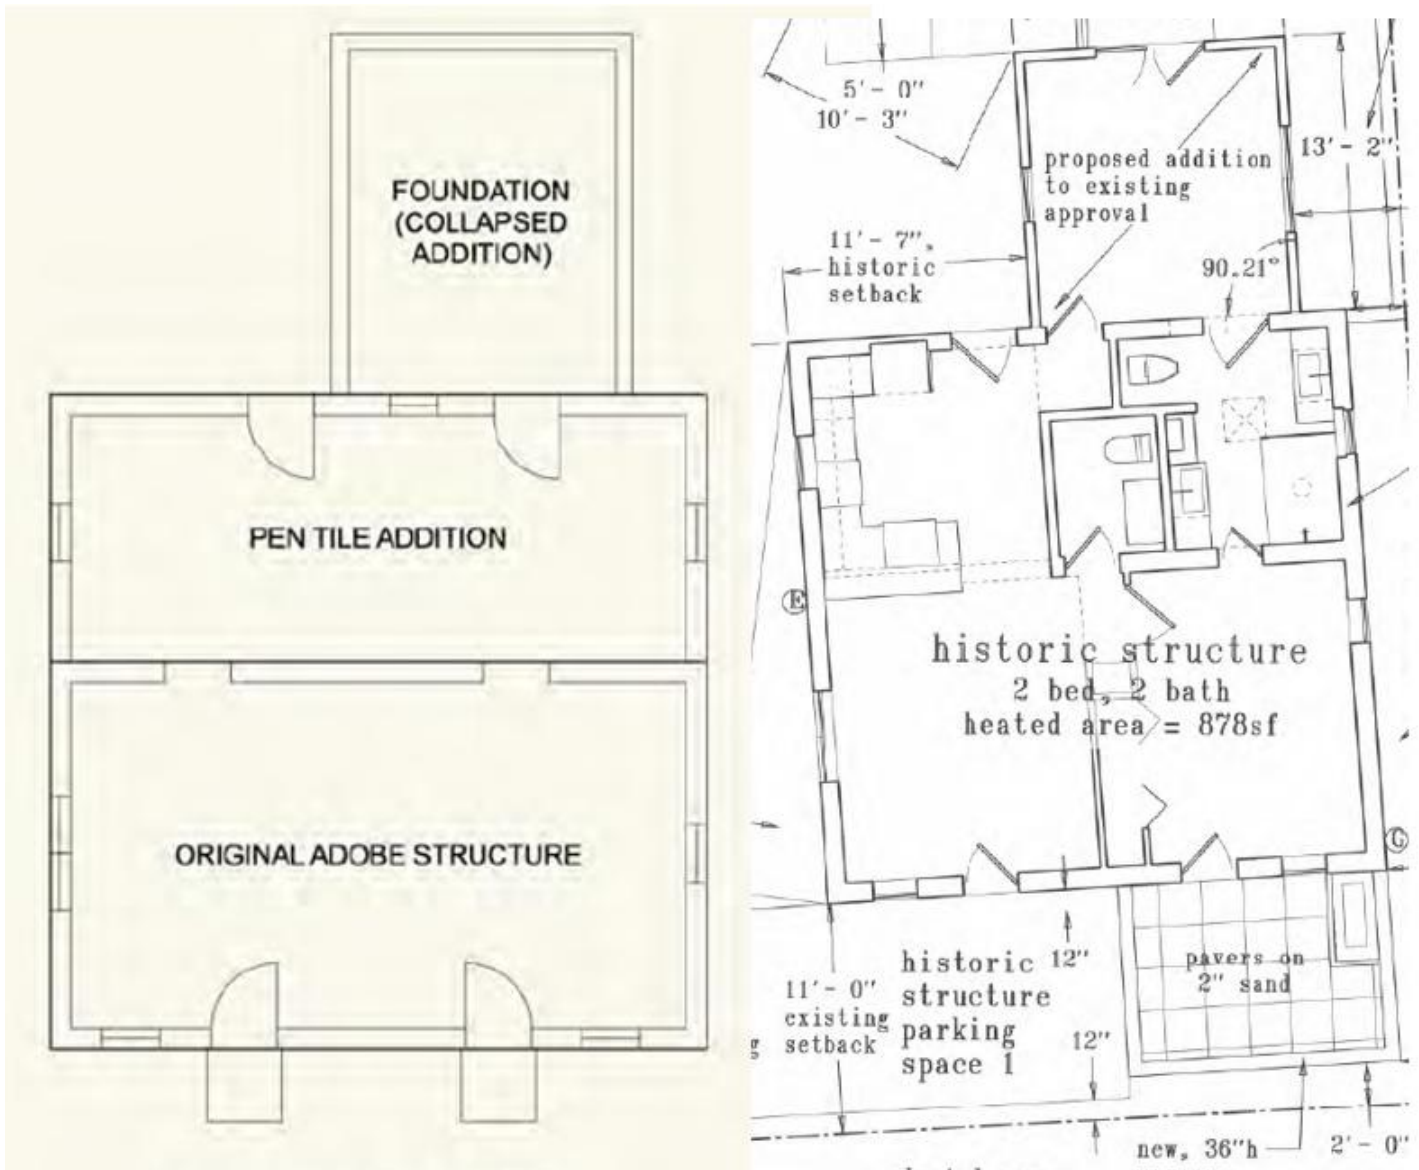 FOUNDATION
(COLLAPSED
ADDITION)
PEN TILE ADDITION
ORIGINAL ADOBE STRUCTURE
5'- 0"
10'- 3"
13'- 2"
proposed addition
to existing
approval
11'- 7",
historic
setback
90.21°
E
historic structure
2 bed, 2 bath
heated area = 878sf
G
pavers on
2" sand
historic
structure
parking
space 1
12"
11'- 0"
existing
setback
12"
new, 36"h
2'- 0"